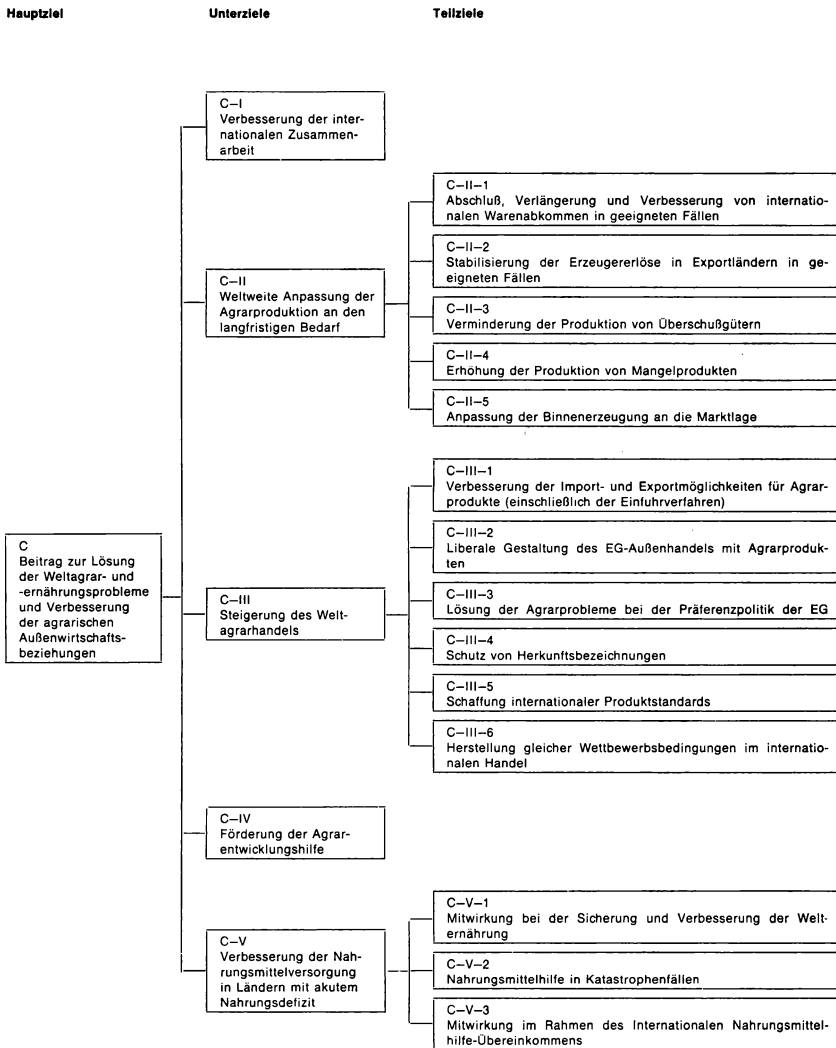 Hauptziel
Unterziele
Teilziele
C–I
Verbesserung der inter-
nationalen Zusammen-
arbeit
C–II–1
Abschluß, Verlängerung und Verbesserung von internatio-
nalen Warenabkommen in geeigneten Fällen
C–II–2
Stabilisierung der Erzeugererlöse in Exportländern in ge-
eigneten Fällen
C–II
Weltweite Anpassung der
Agrarproduktion an den
langfristigen Bedarf
C–II–3
Verminderung der Produktion von Überschußgütern
C–II–4
Erhöhung der Produktion von Mangelprodukten
C–II–5
Anpassung der Binnenerzeugung an die Marktlage
C–III–1
Verbesserung der Import- und Exportmöglichkeiten für Agrar-
produkte (einschließlich der Einfuhrverfahren)
C–III–2
Liberale Gestaltung des EG-Außenhandels mit Agrarproduk-
ten
C
Beitrag zur Lösung
der Weltagrar- und
-ernährungsprobleme
und Verbesserung
der agrarischen
Außenwirtschafts-
beziehungen
C–III
Steigerung des Welt-
agrarhandels
C–III–3
Lösung der Agrarprobleme bei der Präferenzpolitik der EG
C–III–4
Schutz von Herkunftsbezeichnungen
C–III–5
Schaffung internationaler Produktstandards
C–III–6
Herstellung gleicher Wettbewerbsbedingungen im internatio-
nalen Handel
C–IV
Förderung der Agrar-
entwicklungshilfe
C–V–1
Mitwirkung bei der Sicherung und Verbesserung der Welt-
ernährung
C–V
Verbesserung der Nah-
rungsmittelversorgung
in Ländern mit akutem
Nahrungsdefizit
C–V–2
Nahrungsmittelhilfe in Katastrophenfällen
C–V–3
Mitwirkung im Rahmen des Internationalen Nahrungsmittel-
hilfe-Übereinkommens